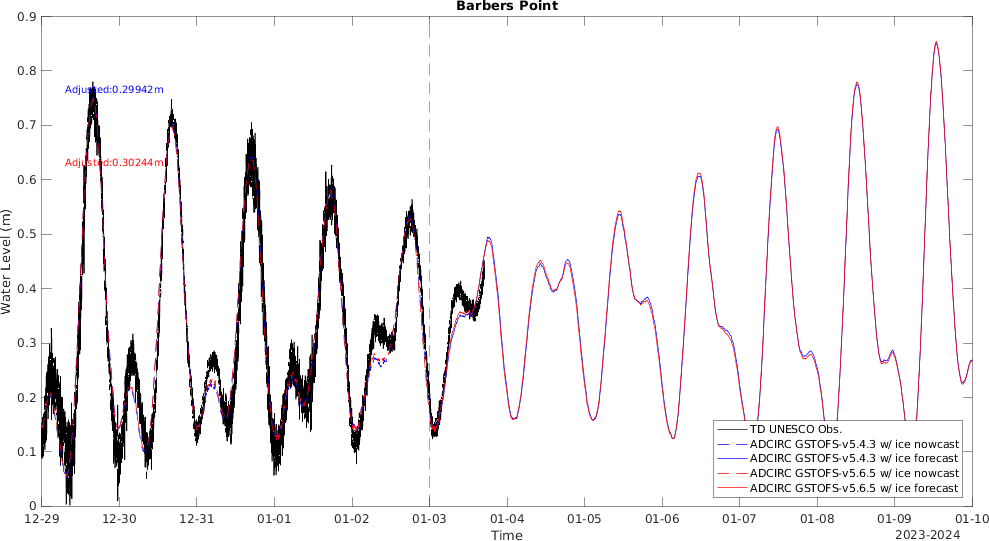 Barbers Point
0.9
0.8
Adjusted:0.29942m
0.7
Adjusted:0.30244m
0.6
0.5
Water Level (m)
0.4
0.3
0.2
0.1
0
TD UNESCO Obs.
ADCIRC GSTOFS-v5.4.3 w/ ice nowcast
ADCIRC GSTOFS-v5.4.3 w/ ice forecast
ADCIRC GSTOFS-v5.6.5 w/ ice nowcast
ADCIRC GSTOFS-v5.6.5 w/ ice forecast
12-29 12-30 12-31 01-01 01-02 01-03 01-04 01-05 01-06 01-07 01-08 01-09 01-10
Time
2023-2024